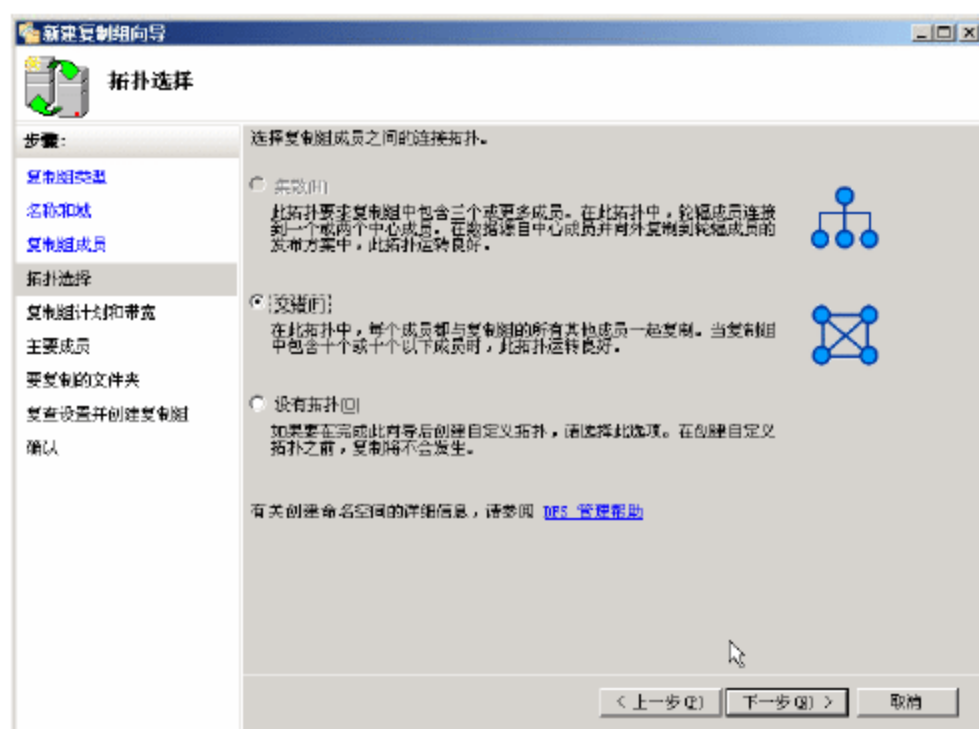 新建复制组向导
拓扑选择
步骤:
选择复制组成员之间的连接拓扑。
复制组类型
名称和域
复制组成员
拓扑选择
复制组计划和带宽
主要成员
要复制的文件夹
复查设置并创建复制组
确认
集散(H)
此拓扑要求复制组中包含三个或更多成员。在此拓扑中，轮辐成员连接
到一个或两个中心成员。在数据源自中心成员并向外复制到轮辐成员的
发布方案中，此拓扑运转良好。
交错(F)
在此拓扑中，每个成员都与复制组的所有其他成员一起复制。当复制组
中包含十个或十个以下成员时，此拓扑运转良好。
没有拓扑(O)
如果要在完成此向导后创建自定义拓扑，请选择此选项。在创建自定义
拓扑之前，复制将不会发生。
有关创建命名空间的详细信息，请参阅 DFS 管理帮助
< 上一步(P)
下一步(N) >
取消